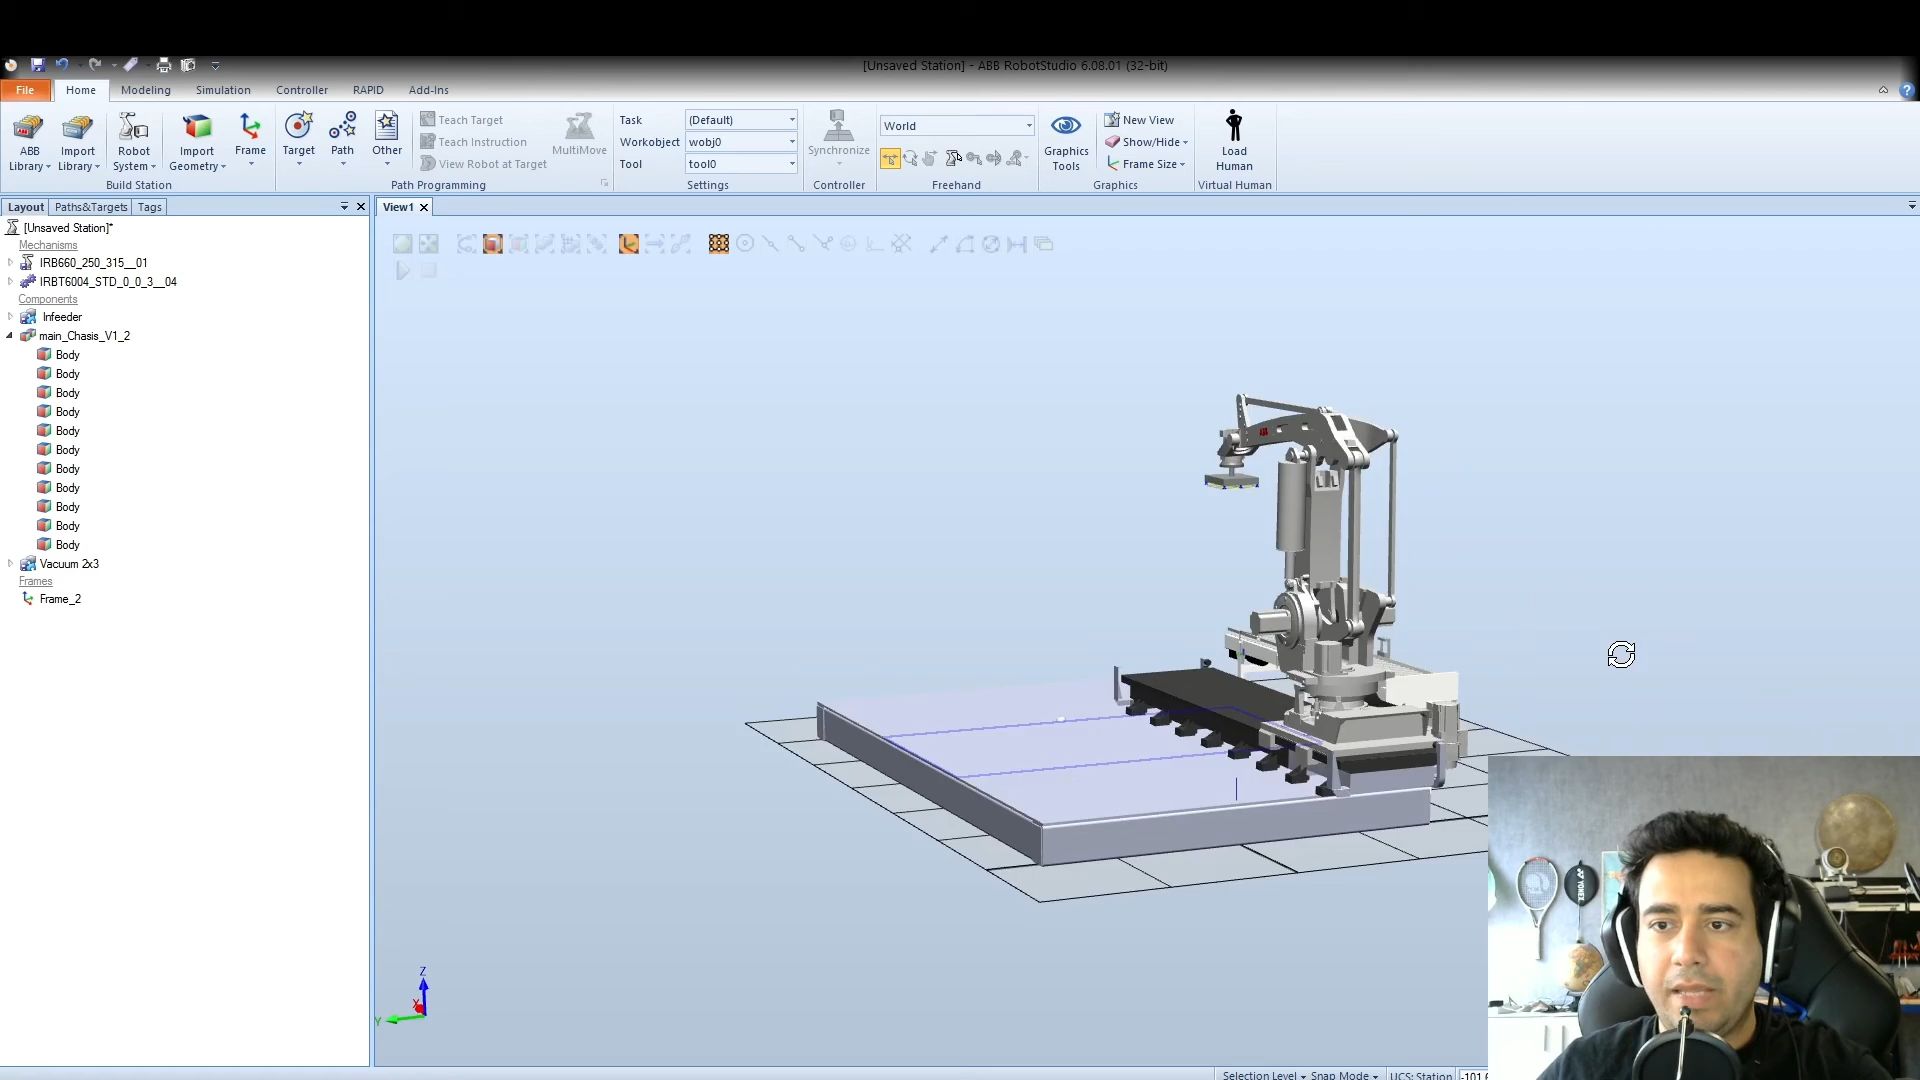 [Unsaved Station] - ABB RobotStudio 6.08.01 (32-bit)
File Home Modeling Simulation Controller RAPID Add-Ins
ABB Library
Import Library
Robot System
Import Geometry
Frame
Build Station
Target
Path
Other
Teach Target
Teach Instruction
View Robot at Target
MultiMove
Path Programming
Task (Default)
Workobject wobj0
Tool tool0
Settings
Synchronize
Controller
World
Freehand
Graphics Tools
New View
Show/Hide
Frame Size
Graphics
Load Human
Virtual Human
Layout Paths&Targets Tags
View1
[Unsaved Station]*
Mechanisms
IRB660_250_315__01
IRBT6004_STD_0_0_3__04
Components
Infeeder
main_Chasis_V1_2
Body
Body
Body
Body
Body
Body
Body
Body
Body
Body
Body
Vacuum 2x3
Frames
Frame_2
ABB
Z
X
Y
YONEX
Selection Level Snap Mode UCS: Station